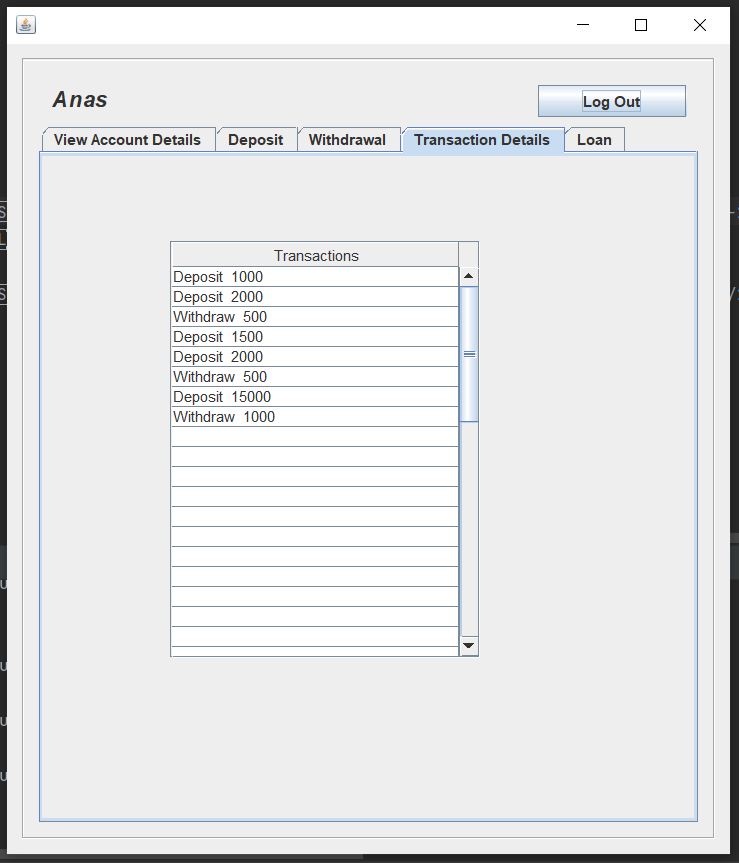 Anas
Log Out
View Account Details Deposit Withdrawal Transaction Details Loan
Transactions
Deposit 1000
Deposit 2000
Withdraw 500
Deposit 1500
Deposit 2000
Withdraw 500
Deposit 15000
Withdraw 1000